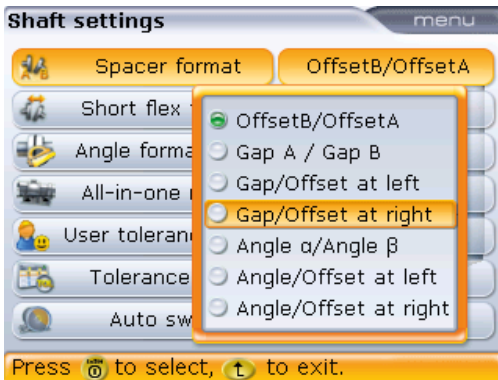 Shaft settings
menu
Spacer format
OffsetB/OffsetA
Short flex
Angle forma
All-in-one
User toleran
Tolerance
Auto sw
OffsetB/OffsetA
Gap A / Gap B
Gap/Offset at left
Gap/Offset at right
Angle α/Angle β
Angle/Offset at left
Angle/Offset at right
Press 0 to select, to exit.